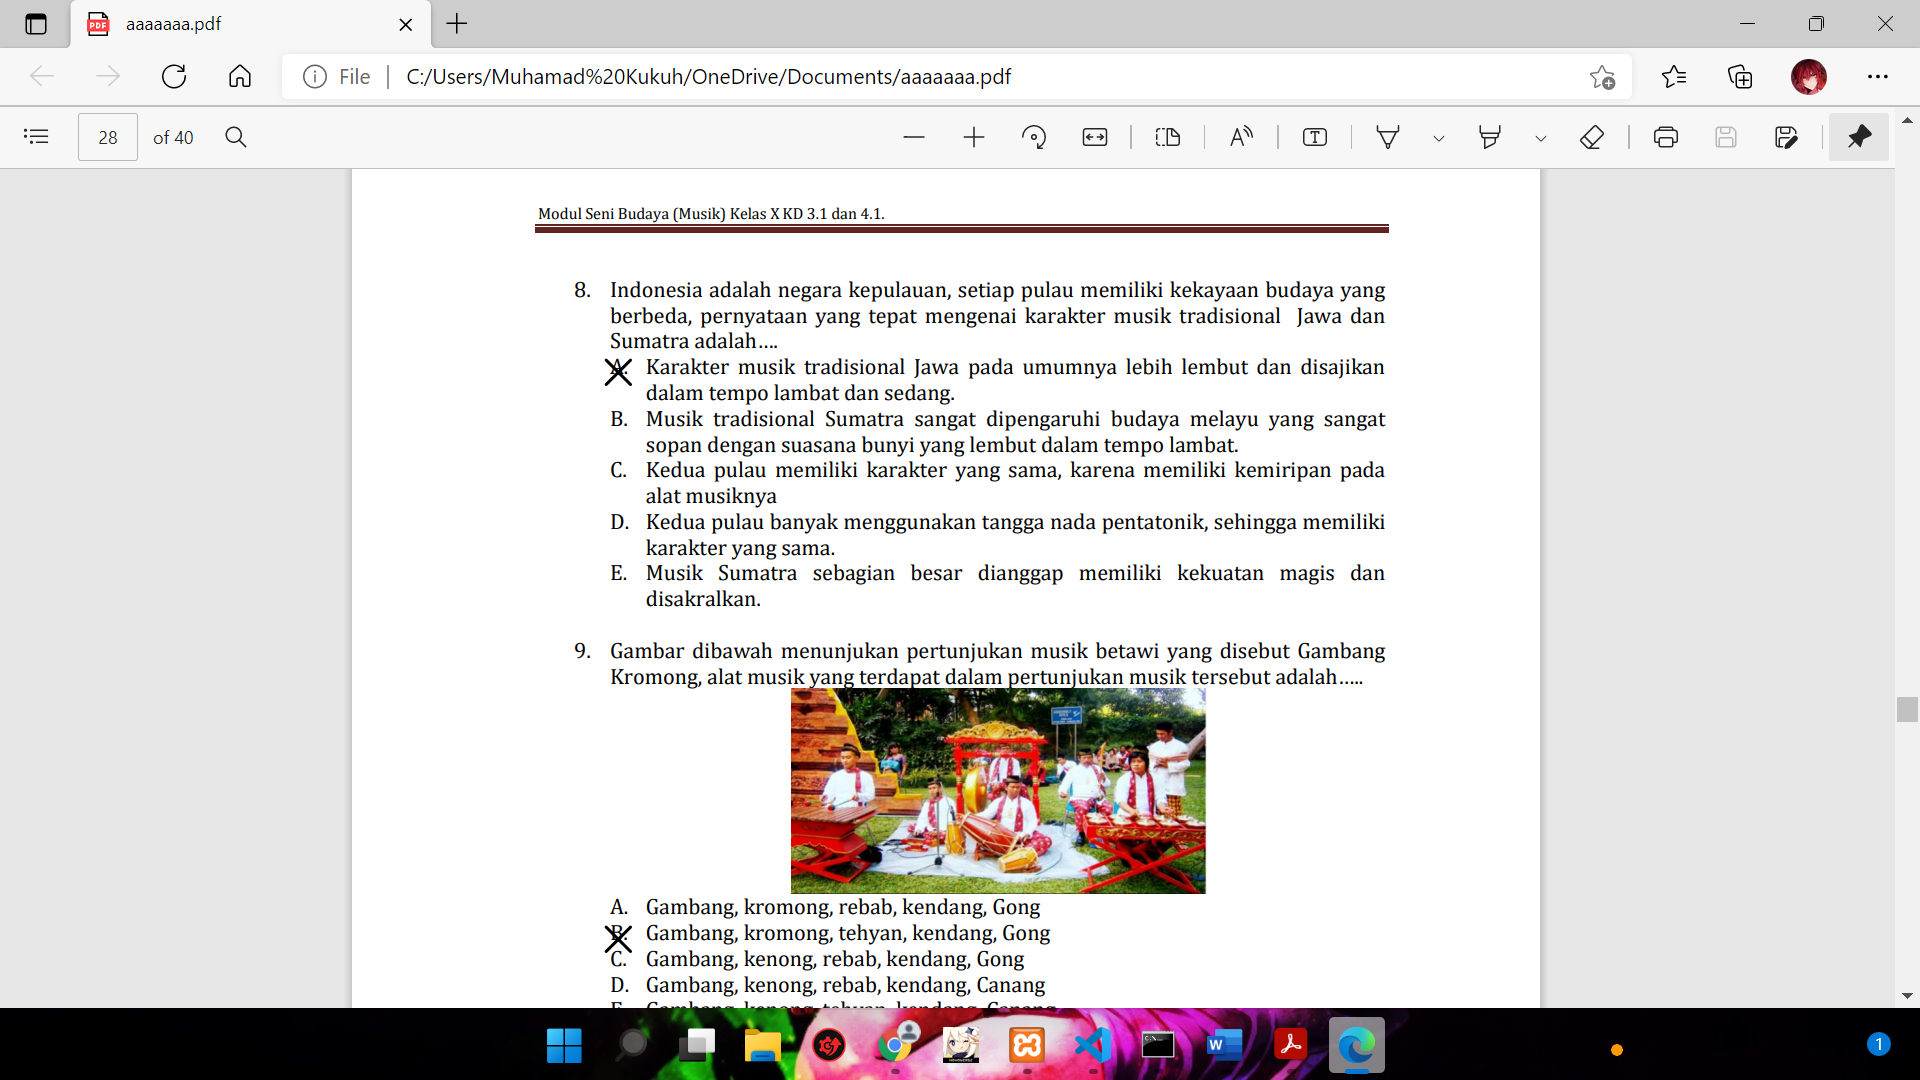 aaaaaaa.pdf
File
C:/Users/Muhamad%20Kukuh/OneDrive/Documents/aaaaaaa.pdf
28 of 40
Modul Seni Budaya (Musik) Kelas X KD 3.1 dan 4.1.
8. Indonesia adalah negara kepulauan, setiap pulau memiliki kekayaan budaya yang
berbeda, pernyataan yang tepat mengenai karakter musik tradisional Jawa dan
Sumatra adalah….
A. Karakter musik tradisional Jawa pada umumnya lebih lembut dan disajikan
dalam tempo lambat dan sedang.
B. Musik tradisional Sumatra sangat dipengaruhi budaya melayu yang sangat
sopan dengan suasana bunyi yang lembut dalam tempo lambat.
C. Kedua pulau memiliki karakter yang sama, karena memiliki kemiripan pada
alat musiknya
D. Kedua pulau banyak menggunakan tangga nada pentatonik, sehingga memiliki
karakter yang sama.
E. Musik Sumatra sebagian besar dianggap memiliki kekuatan magis dan
disakralkan.
9. Gambar dibawah menunjukan pertunjukan musik betawi yang disebut Gambang
Kromong, alat musik yang terdapat dalam pertunjukan musik tersebut adalah…..
A. Gambang, kromong, rebab, kendang, Gong
B. Gambang, kromong, tehyan, kendang, Gong
C. Gambang, kenong, rebab, kendang, Gong
D. Gambang, kenong, rebab, kendang, Canang
E. Gambang, kenong, tehyan, kendang, Canang
1